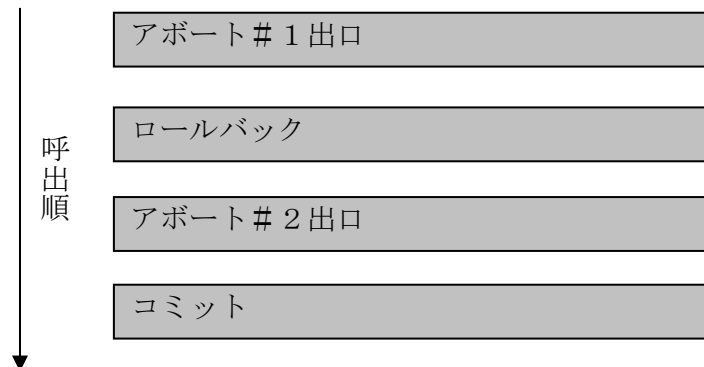 アボート＃１出口
ロールバック
呼出順
アボート＃２出口
コミット